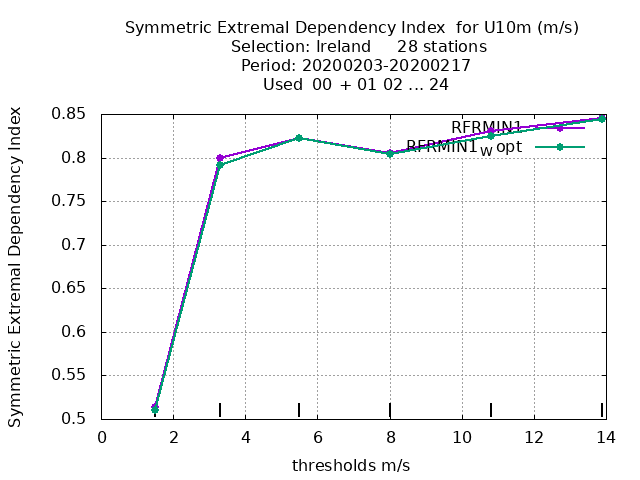 Symmetric Extremal Dependency Index for U10m (m/s)
Selection: Ireland 28 stations
Period: 20200203-20200217
Used 00 + 01 02 ... 24
Symmetric Extremal Dependency Index
0.85
0.8
0.75
0.7
0.65
0.6
0.55
0.5
RFRMIN1
RFRMIN1w opt
0 2 4 6 8 10 12 14
thresholds m/s